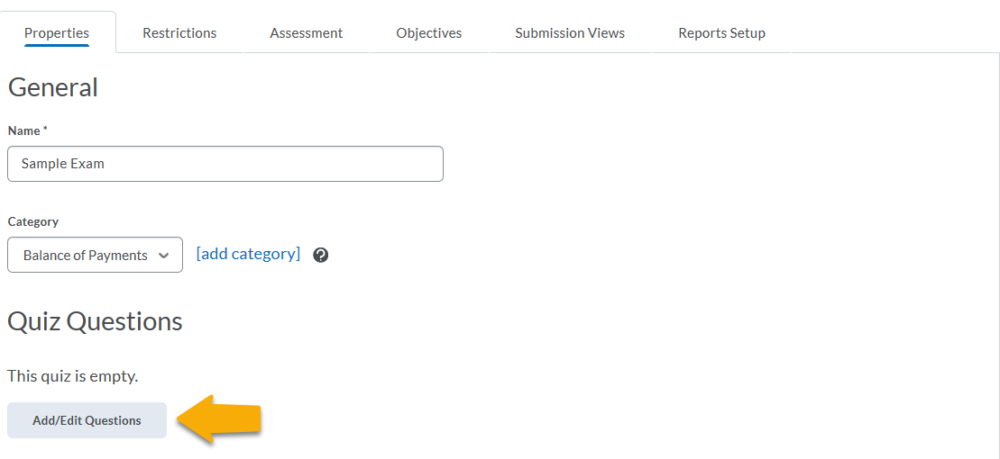 Properties Restrictions Assessment Objectives Submission Views Reports Setup
General
Name *
Sample Exam
Category
Balance of Payments [add category] ?
Quiz Questions
This quiz is empty.
Add/Edit Questions